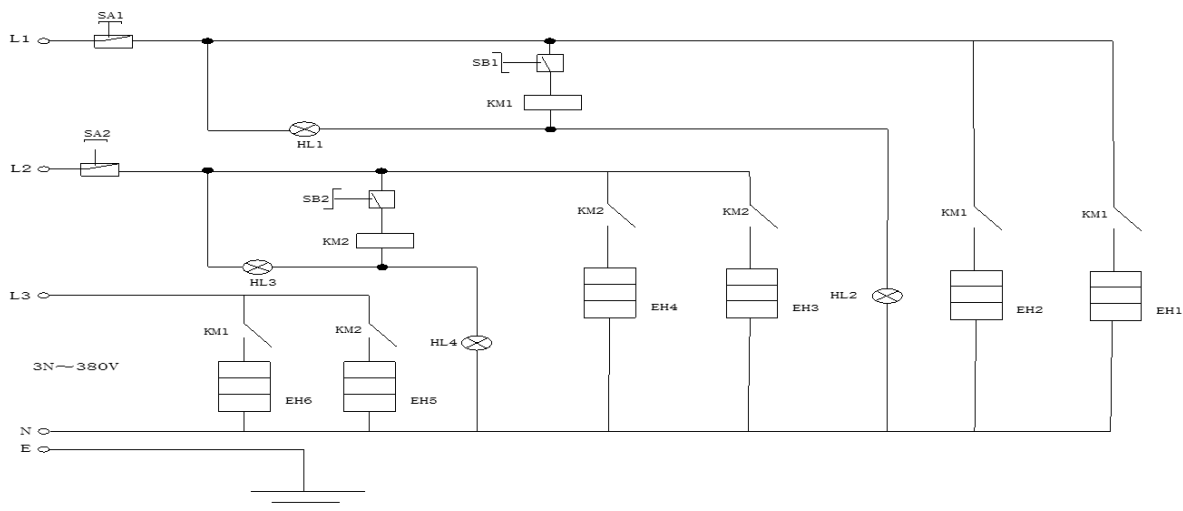 SA1
L1
SB1
KM1
HL1
SA2
L2
SB2
KM2
HL3
KM2
KM2
KM1
KM1
EH4
EH3
HL2
EH2
EH1
L3
KM1
KM2
HL4
3N~380V
EH6
EH5
N
E